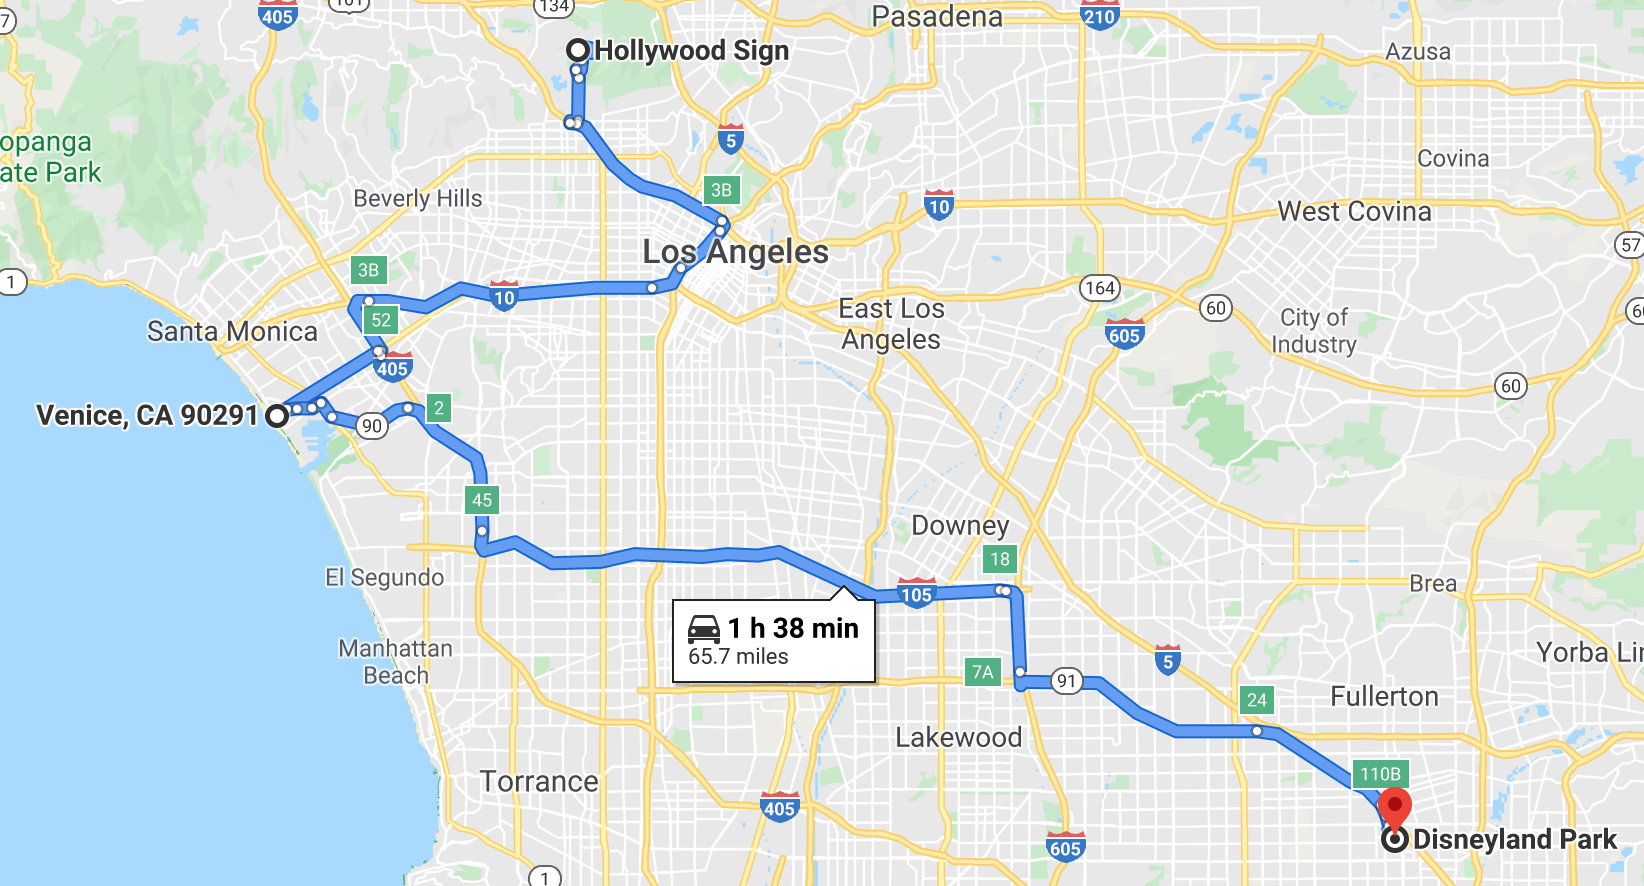 405
101
134
Pasadena
210
7
Hollywood Sign
Azusa
5
opanga
ate Park
Covina
Beverly Hills
3B
10
West Covina
57
Los Angeles
1
3B
10
164
60
East Los
Angeles
City of
Industry
605
Santa Monica
52
405
60
Venice, CA 90291
2
90
45
Downey
18
El Segundo
105
Brea
1 h 38 min
65.7 miles
Manhattan
Beach
5
Yorba Lin
7A
91
24
Fullerton
Lakewood
110B
Torrance
405
605
Disneyland Park
1